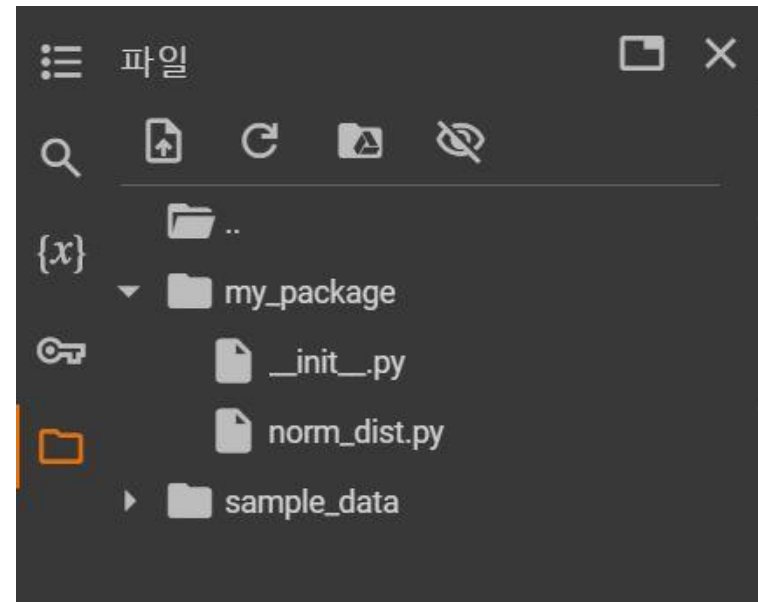 파일
{x}
..
my_package
__init__.py
norm_dist.py
sample_data